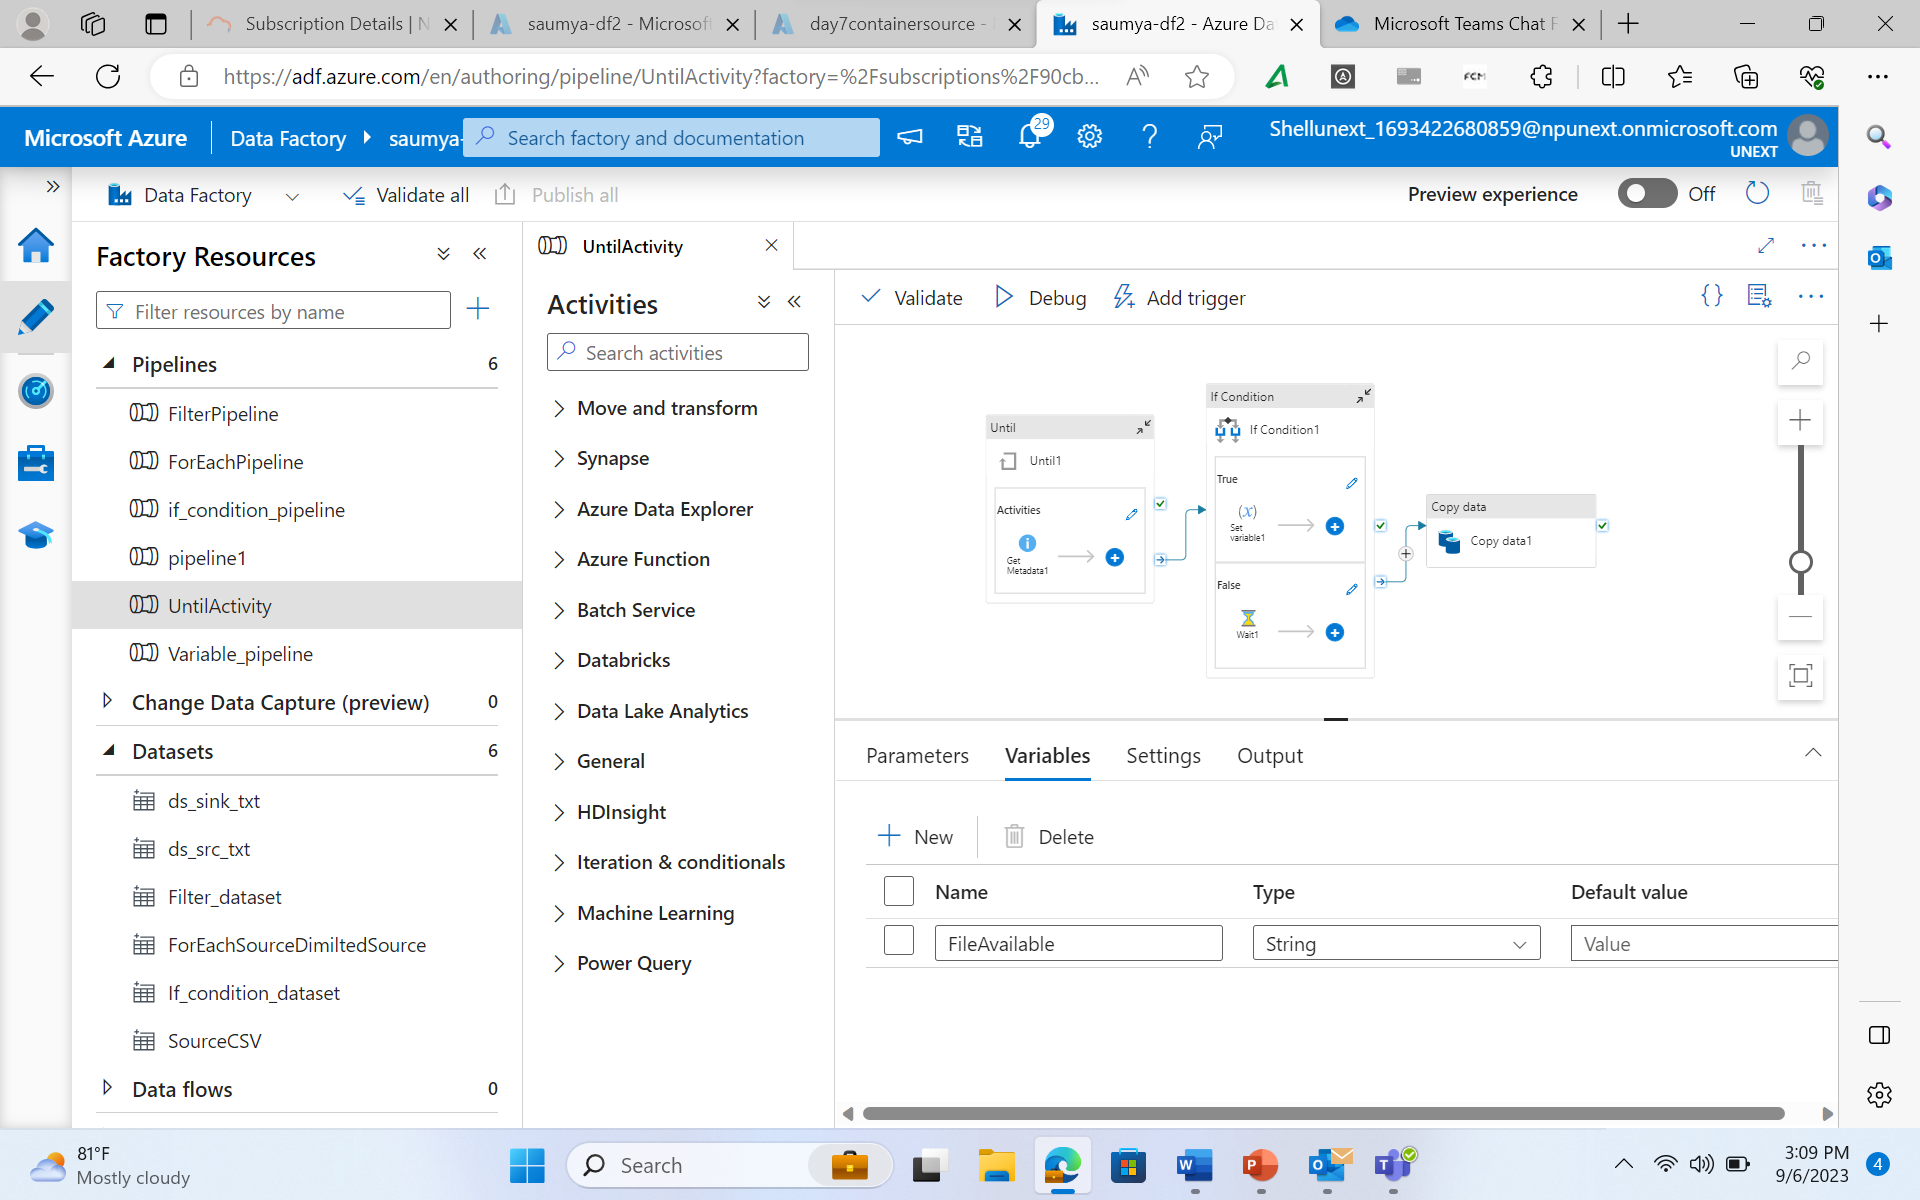 Subscription Details | N
saumya-df2 - Microsoft
day7containersource -
saumya-df2 - Azure Da
Microsoft Teams Chat F
https://adf.azure.com/en/authoring/pipeline/UntilActivity?factory=%2Fsubscriptions%2F90cb...
FCM
Microsoft Azure
Data Factory
saumya-
Search factory and documentation
29
Shellunext_1693422680859@npunext.onmicrosoft.com
UNEXT
Data Factory
Validate all
Publish all
Preview experience
Off
Factory Resources
Filter resources by name
Pipelines 6
FilterPipeline
ForEachPipeline
if_condition_pipeline
pipeline1
UntilActivity
Variable_pipeline
Change Data Capture (preview) 0
Datasets 6
ds_sink_txt
ds_src_txt
Filter_dataset
ForEachSourceDimiltedSource
If_condition_dataset
SourceCSV
Data flows 0
UntilActivity
Activities
Search activities
Move and transform
Synapse
Azure Data Explorer
Azure Function
Batch Service
Databricks
Data Lake Analytics
General
HDInsight
Iteration & conditionals
Machine Learning
Power Query
Validate
Debug
Add trigger
Until
Until1
Activities
Get
Metadata1
If Condition
If Condition1
True
(x)
Set
variable1
False
Wait1
Copy data
Copy data1
Parameters
Variables
Settings
Output
New
Delete
Name Type Default value
FileAvailable String Value
81°F
Mostly cloudy
Search
3:09 PM
9/6/2023
4